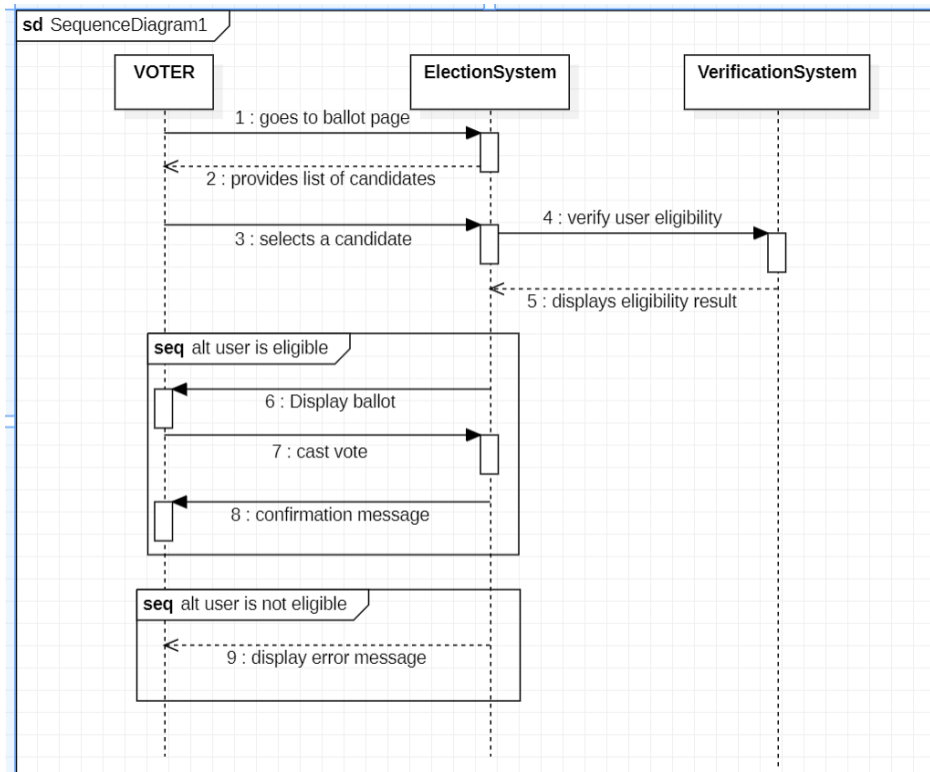 sd SequenceDiagram1
VOTER
ElectionSystem
VerificationSystem
1 : goes to ballot page
2 : provides list of candidates
3 : selects a candidate
4 : verify user eligibility
5 : displays eligibility result
seq alt user is eligible
6 : Display ballot
7 : cast vote
8 : confirmation message
seq alt user is not eligible
9 : display error message